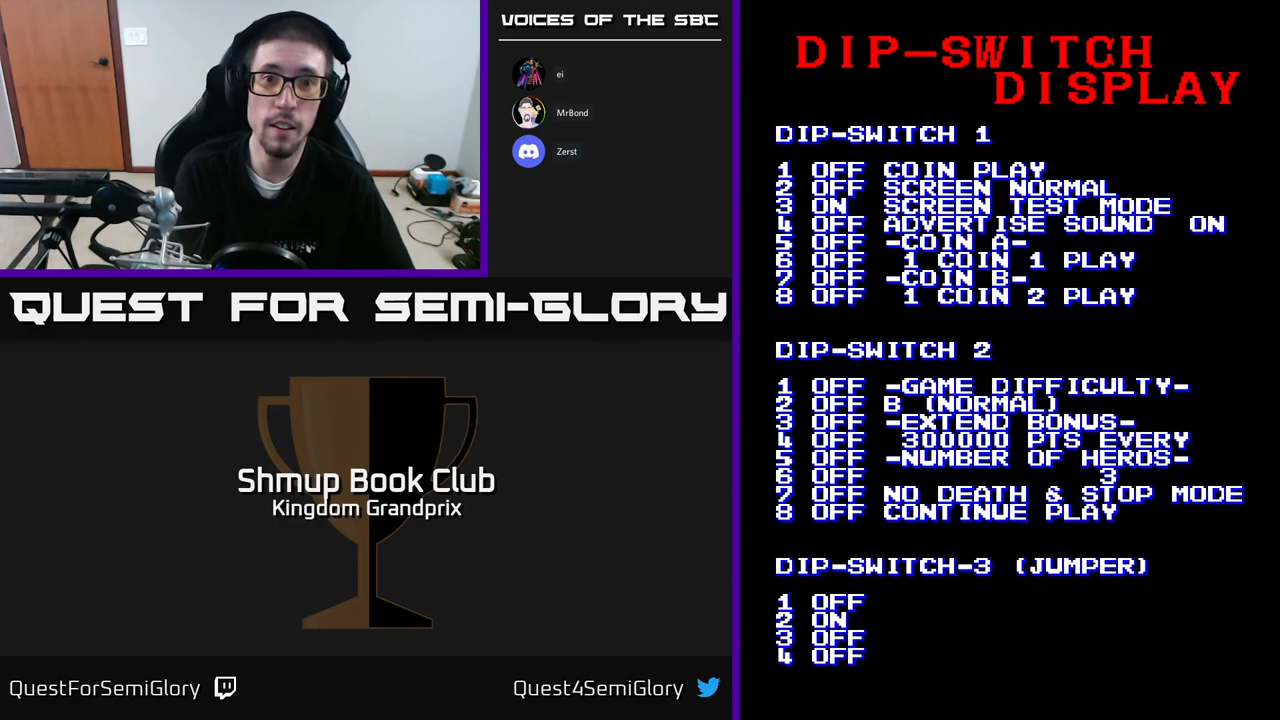 VOICES OF THE SBC
ei
MrBond
Zerst
QUEST FOR SEMI-GLORY
Shmup Book Club
Kingdom Grandprix
QuestForSemiGlory
Quest4SemiGlory
DIP-SWITCH
DISPLAY
DIP-SWITCH 1
1 OFF COIN PLAY
2 OFF SCREEN NORMAL
3 ON SCREEN TEST MODE
4 OFF ADVERTISE SOUND ON
5 OFF -COIN A-
6 OFF 1 COIN 1 PLAY
7 OFF -COIN B-
8 OFF 1 COIN 2 PLAY
DIP-SWITCH 2
1 OFF -GAME DIFFICULTY-
2 OFF B (NORMAL)
3 OFF -EXTEND BONUS-
4 OFF 300000 PTS EVERY
5 OFF -NUMBER OF HEROS-
6 OFF 3
7 OFF NO DEATH & STOP MODE
8 OFF CONTINUE PLAY
DIP-SWITCH-3 (JUMPER)
1 OFF
2 ON
3 OFF
4 OFF